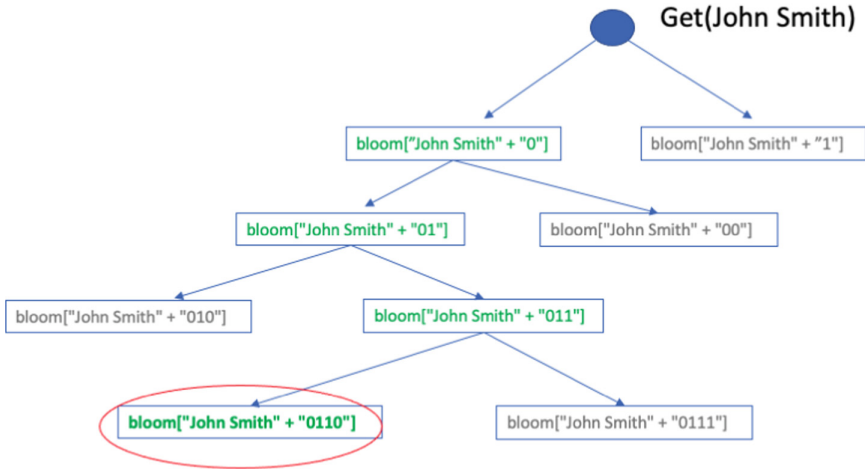 Get(John Smith)
bloom[”John Smith" + "0"]
bloom["John Smith" + ”1"]
bloom["John Smith" + "01"]
bloom["John Smith" + "00"]
bloom["John Smith" + "010"]
bloom["John Smith" + "011"]
bloom["John Smith" + "0110"]
bloom["John Smith" + "0111"]